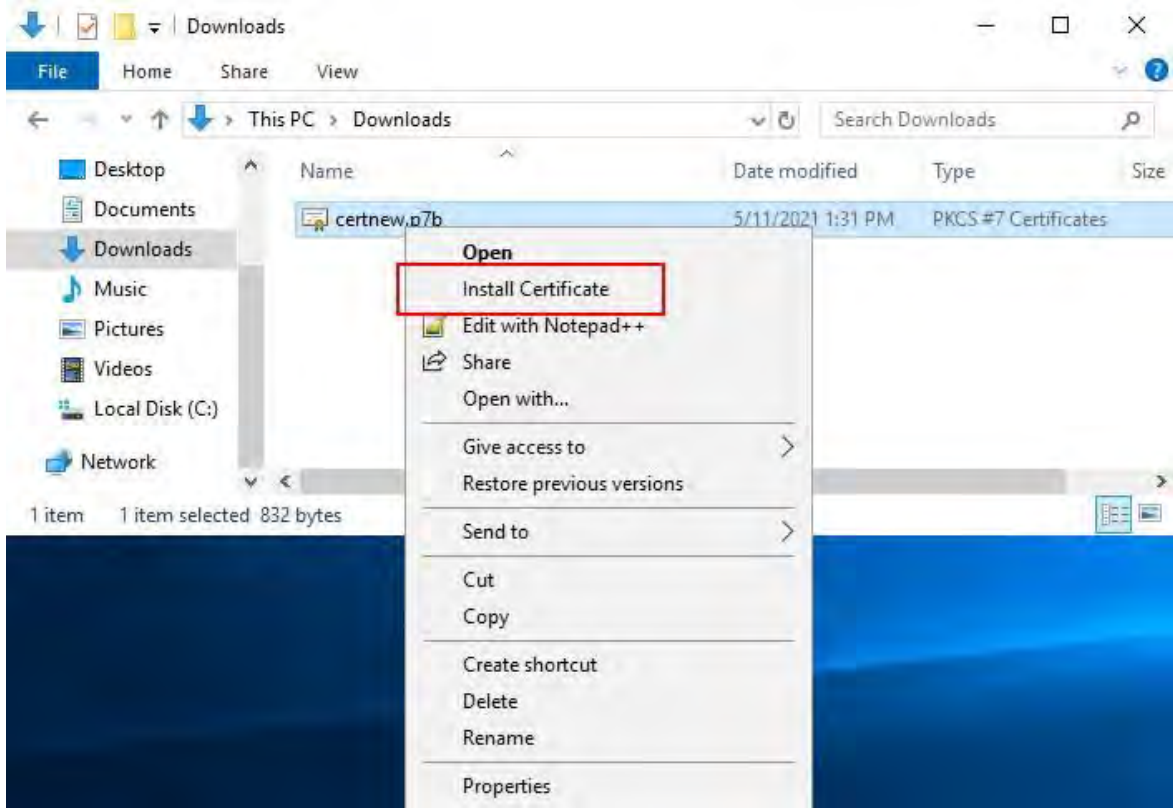 Downloads
File Home Share View
This PC > Downloads
Search Downloads
Name Date modified Type Size
Desktop
Documents
Downloads
Music
Pictures
Videos
Local Disk (C:)
Network
certnew.p7b 5/11/2021 1:31 PM PKCS #7 Certificates
Open
Install Certificate
Edit with Notepad++
Share
Open with...
Give access to
Restore previous versions
Send to
Cut
Copy
Create shortcut
Delete
Rename
Properties
1 item 1 item selected 832 bytes